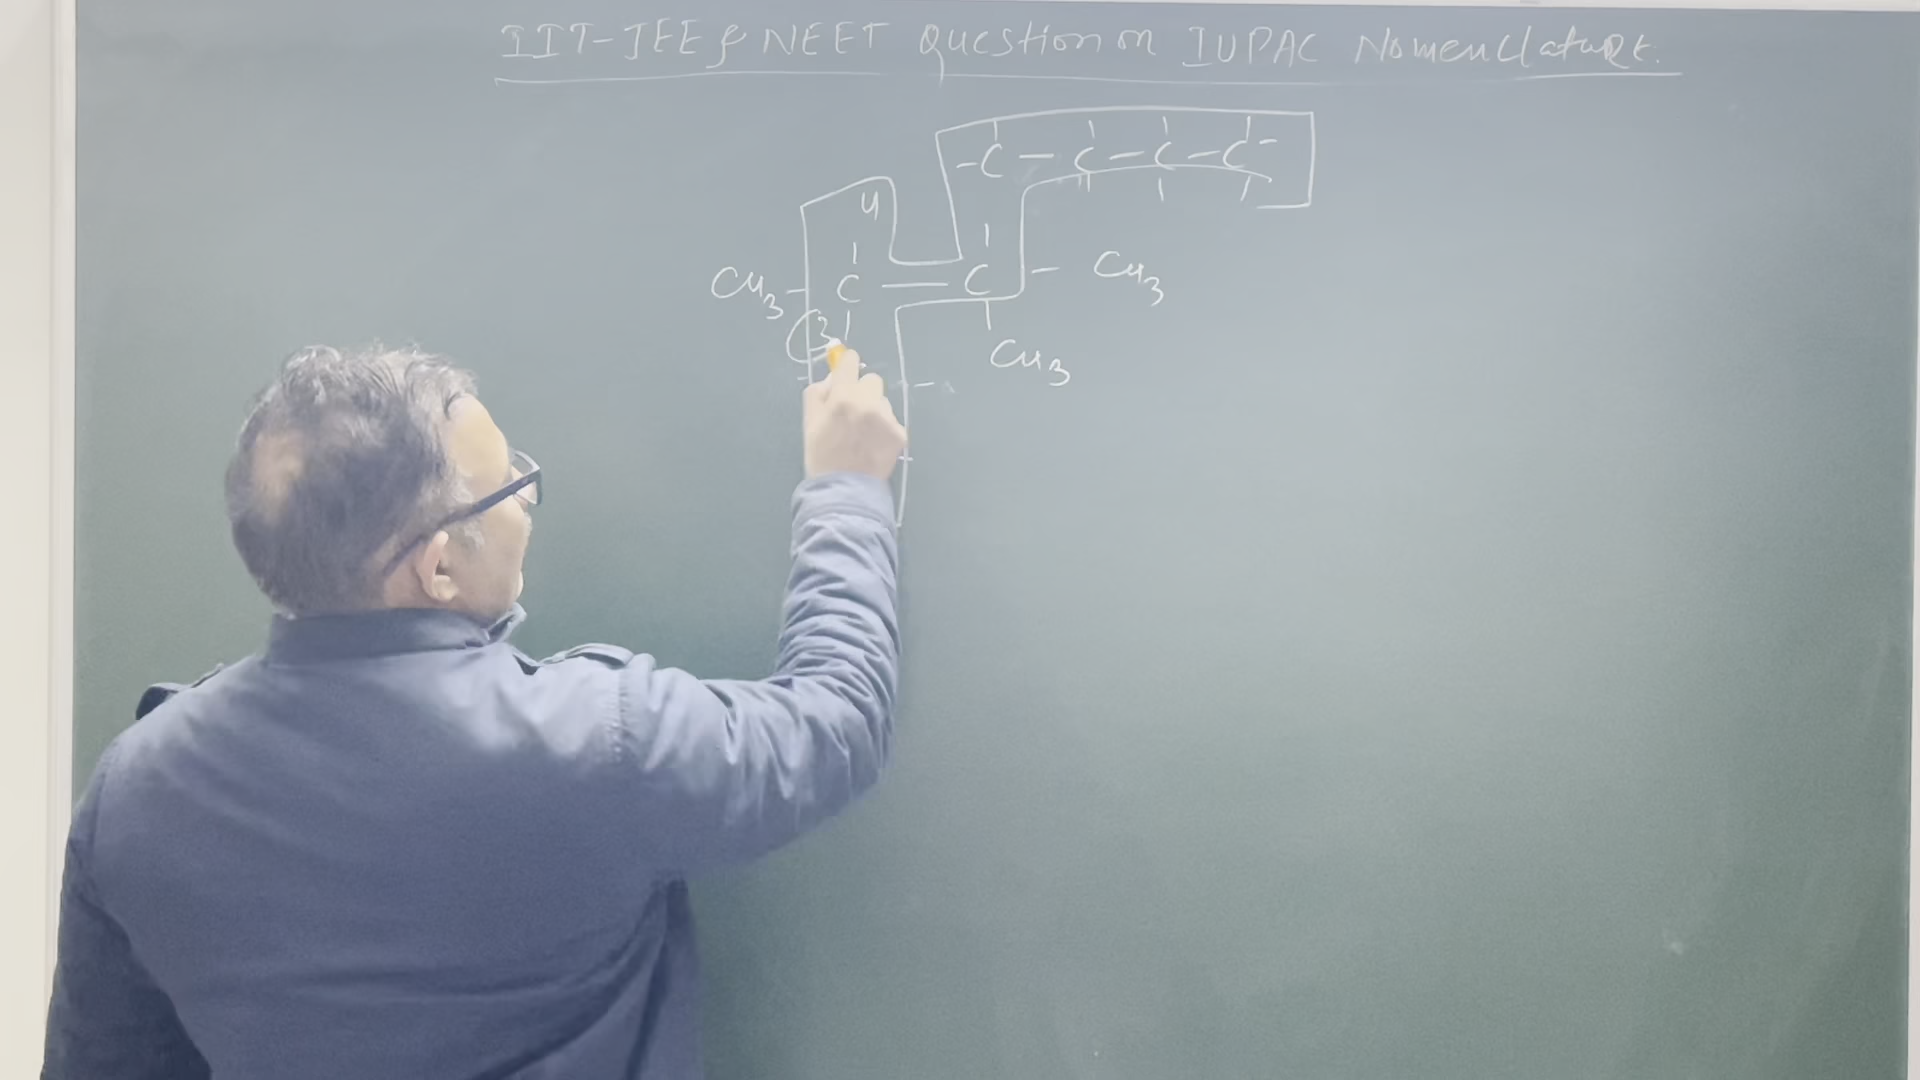 IIT-JEE & NEET Question on IUPAC Nomenclature.
-C-C-C-C-
4
CH3-C=C-CH3
3
CH3